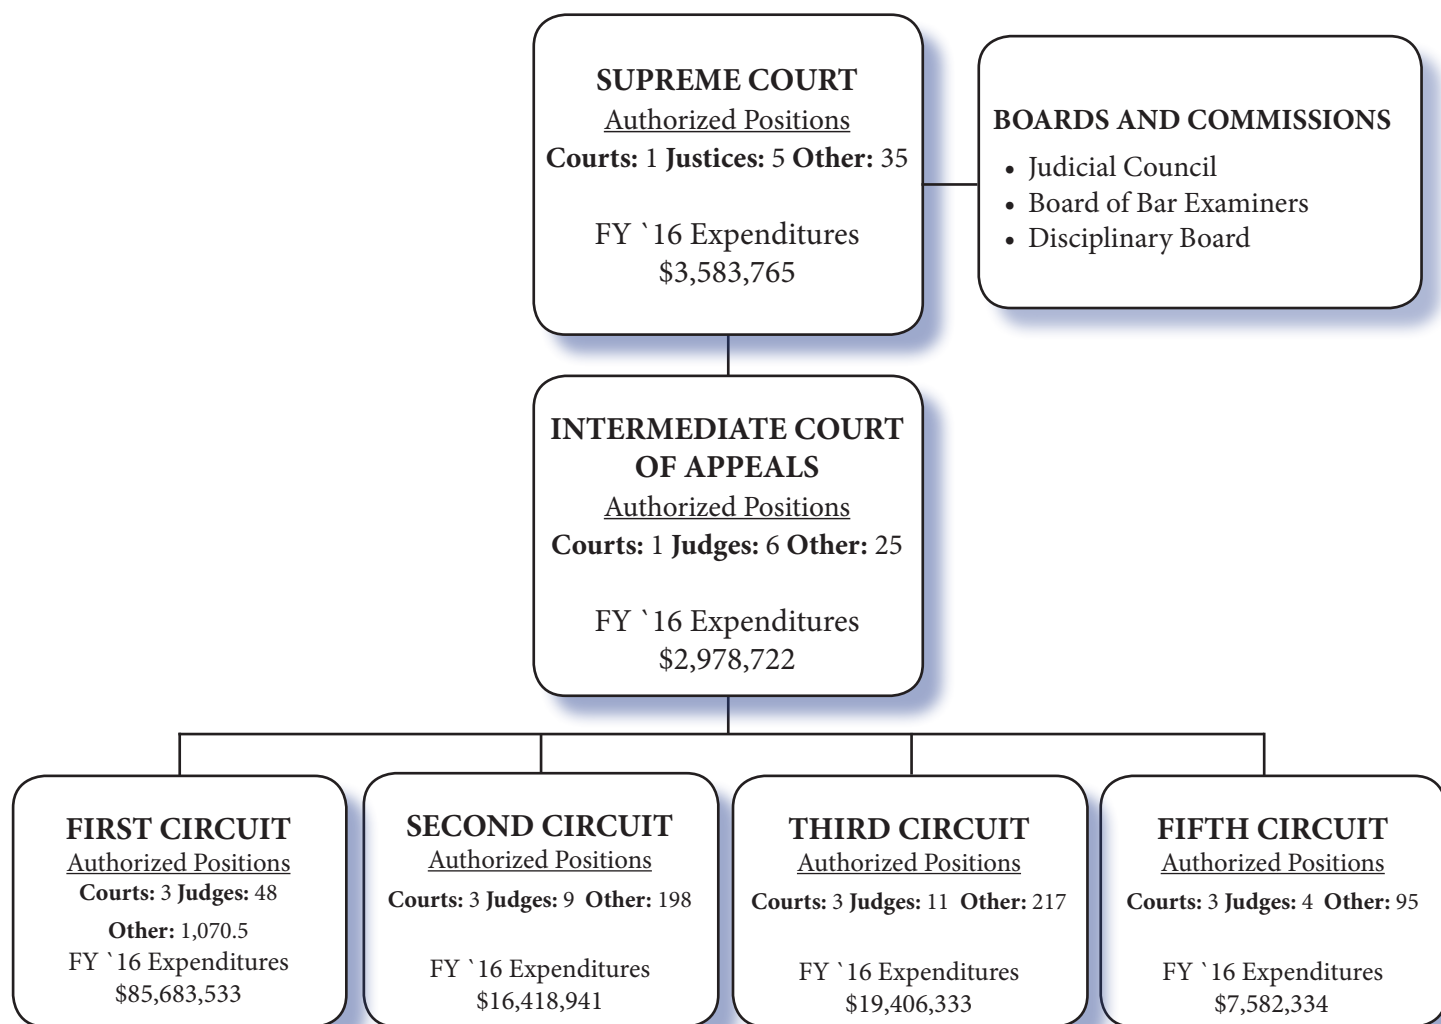 SUPREME COURT
Authorized Positions
Courts: 1 Justices: 5 Other: 35
FY `16 Expenditures
$3,583,765
BOARDS AND COMMISSIONS
• Judicial Council
• Board of Bar Examiners
• Disciplinary Board
INTERMEDIATE COURT
OF APPEALS
Authorized Positions
Courts: 1 Judges: 6 Other: 25
FY `16 Expenditures
$2,978,722
FIRST CIRCUIT
Authorized Positions
Courts: 3 Judges: 48
Other: 1,070.5
FY `16 Expenditures
$85,683,533
SECOND CIRCUIT
Authorized Positions
Courts: 3 Judges: 9 Other: 198
FY `16 Expenditures
$16,418,941
THIRD CIRCUIT
Authorized Positions
Courts: 3 Judges: 11 Other: 217
FY `16 Expenditures
$19,406,333
FIFTH CIRCUIT
Authorized Positions
Courts: 3 Judges: 4 Other: 95
FY `16 Expenditures
$7,582,334